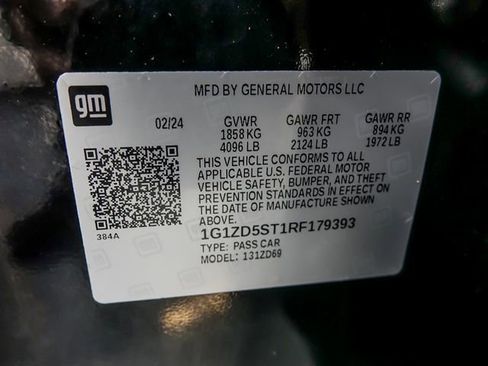 gm
MFD BY GENERAL MOTORS LLC
02/24 GVWR GAWR FRT GAWR RR
1858 KG 963 KG 894 KG
4096 LB 2124 LB 1972 LB
THIS VEHICLE CONFORMS TO ALL
APPLICABLE U.S. FEDERAL MOTOR
VEHICLE SAFETY, BUMPER, AND THEFT
PREVENTION STANDARDS IN EFFECT ON
THE DATE OF MANUFACTURE SHOWN
ABOVE.
384A
1G1ZD5ST1RF179393
TYPE: PASS CAR
MODEL: 131ZD69